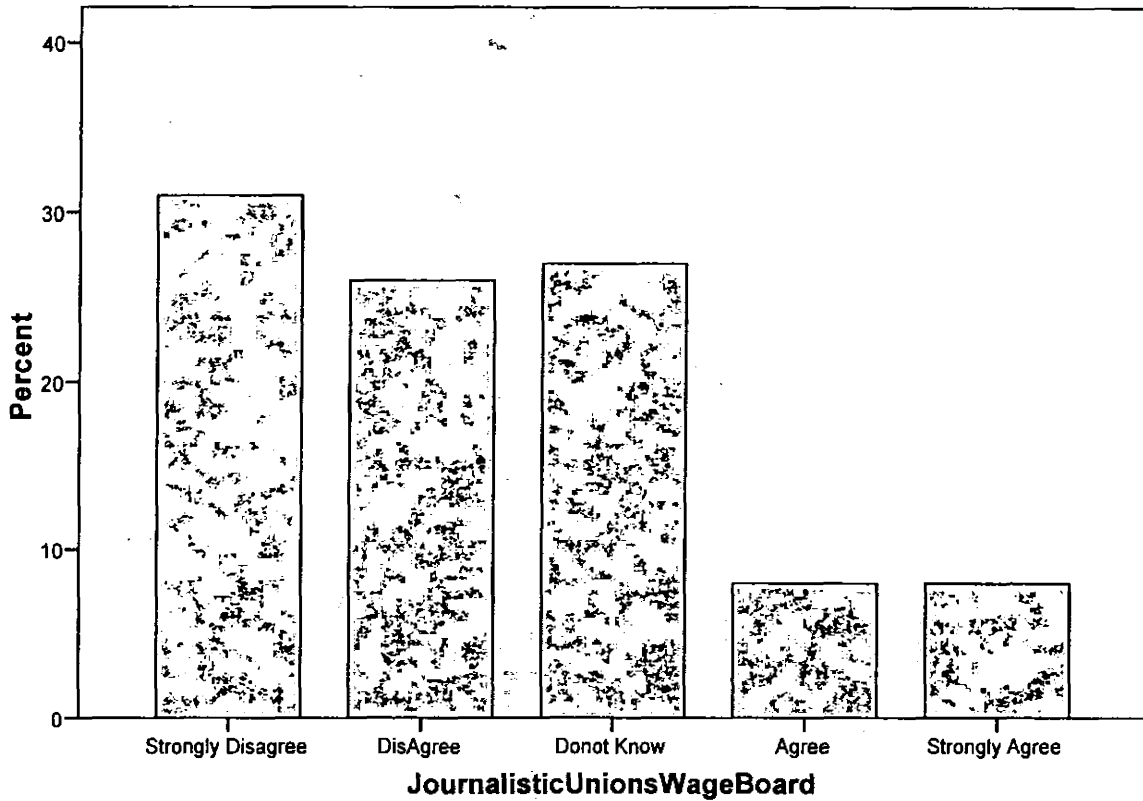 40
30
20
10
0
Percent
Strongly Disagree
DisAgree
Donot Know
Agree
Strongly Agree
JournalisticUnionsWageBoard